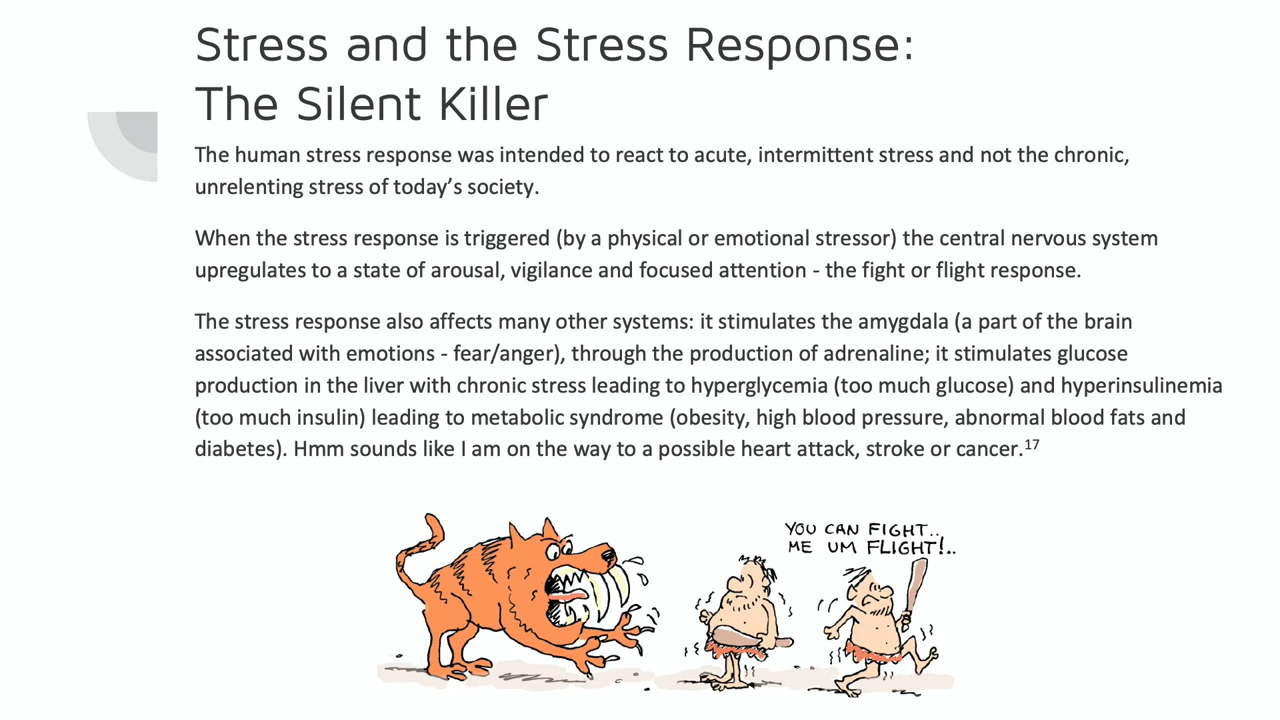 Stress and the Stress Response:
The Silent Killer
The human stress response was intended to react to acute, intermittent stress and not the chronic,
unrelenting stress of today’s society.
When the stress response is triggered (by a physical or emotional stressor) the central nervous system
upregulates to a state of arousal, vigilance and focused attention - the fight or flight response.
The stress response also affects many other systems: it stimulates the amygdala (a part of the brain
associated with emotions - fear/anger), through the production of adrenaline; it stimulates glucose
production in the liver with chronic stress leading to hyperglycemia (too much glucose) and hyperinsulinemia
(too much insulin) leading to metabolic syndrome (obesity, high blood pressure, abnormal blood fats and
diabetes). Hmm sounds like I am on the way to a possible heart attack, stroke or cancer.17
YOU CAN FIGHT..
ME UM FLIGHT!..